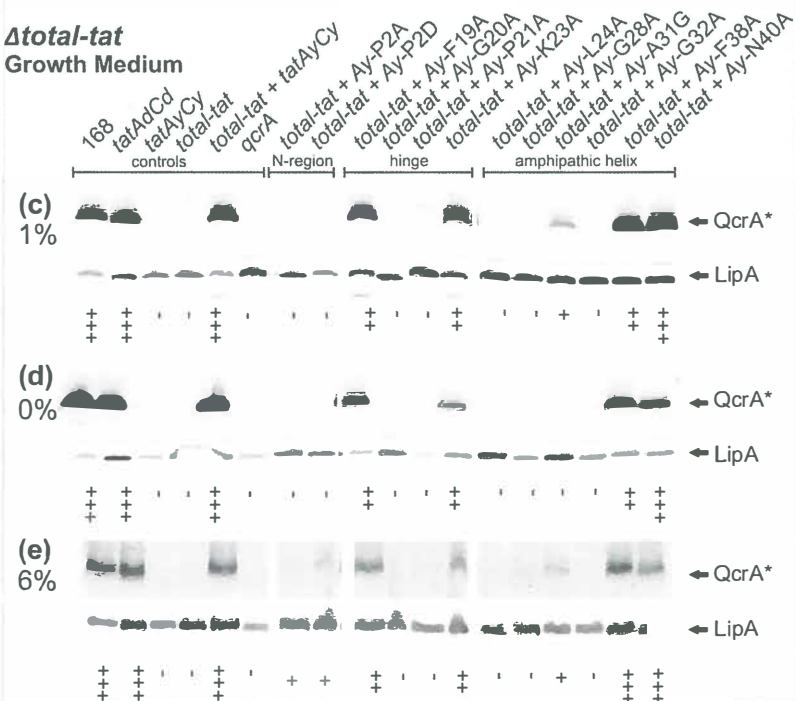 Δtotal-tat
Growth Medium
168
tatAdCd
tatAyCy
total-tat
total-tat + tatAyCy
qcrA
total-tat + Ay-P2A
total-tat + Ay-P2D
total-tat + Ay-F19A
total-tat + Ay-G20A
total-tat + Ay-P21A
total-tat + Ay-K23A
total-tat + Ay-L24A
total-tat + Ay-G28A
total-tat + Ay-A31G
total-tat + Ay-G32A
total-tat + Ay-F38A
total-tat + Ay-N40A
controls N-region hinge amphipathic helix
(c)
1%
QcrA*
LipA
+++ +++ - - +++ - - - ++ - - ++ - - + - ++ +++
(d)
0%
QcrA*
LipA
+++ +++ - - +++ - - - ++ - - ++ - - - - ++ +++
(e)
6%
QcrA*
LipA
+++ +++ - - +++ - + + ++ - - ++ - - + - +++ +++